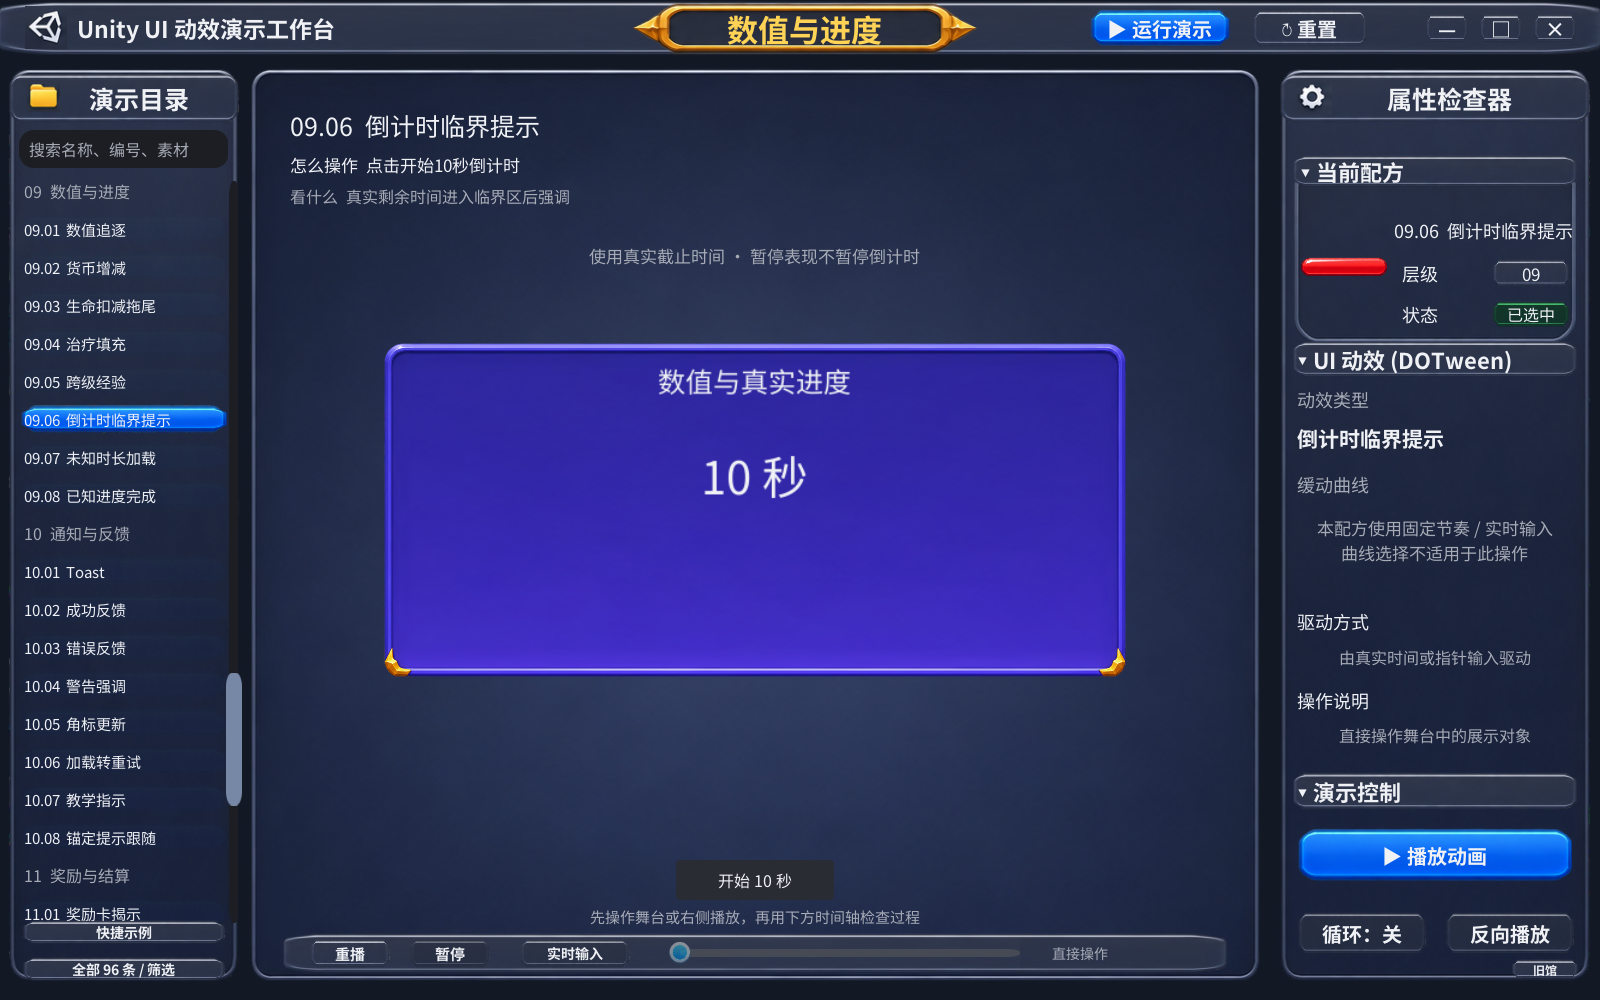 Unity UI 动效演示工作台
数值与进度
▶ 运行演示
重置
演示目录
搜索名称、编号、素材
09 数值与进度
09.01 数值追逐
09.02 货币增减
09.03 生命扣减拖尾
09.04 治疗填充
09.05 跨级经验
09.06 倒计时临界提示
09.07 未知时长加载
09.08 已知进度完成
10 通知与反馈
10.01 Toast
10.02 成功反馈
10.03 错误反馈
10.04 警告强调
10.05 角标更新
10.06 加载转重试
10.07 教学指示
10.08 锚定提示跟随
11 奖励与结算
11.01 奖励卡揭示
快捷示例
全部 96 条 / 筛选
09.06 倒计时临界提示
怎么操作 点击开始10秒倒计时
看什么 真实剩余时间进入临界区后强调
使用真实截止时间 · 暂停表现不暂停倒计时
数值与真实进度
10 秒
开始 10 秒
先操作舞台或右侧播放，再用下方时间轴检查过程
重播
暂停
实时输入
直接操作
属性检查器
▾ 当前配方
09.06 倒计时临界提示
层级
09
状态
已选中
▾ UI 动效 (DOTween)
动效类型
倒计时临界提示
缓动曲线
本配方使用固定节奏 / 实时输入
曲线选择不适用于此操作
驱动方式
由真实时间或指针输入驱动
操作说明
直接操作舞台中的展示对象
▾ 演示控制
▶ 播放动画
循环：关
反向播放
旧馆